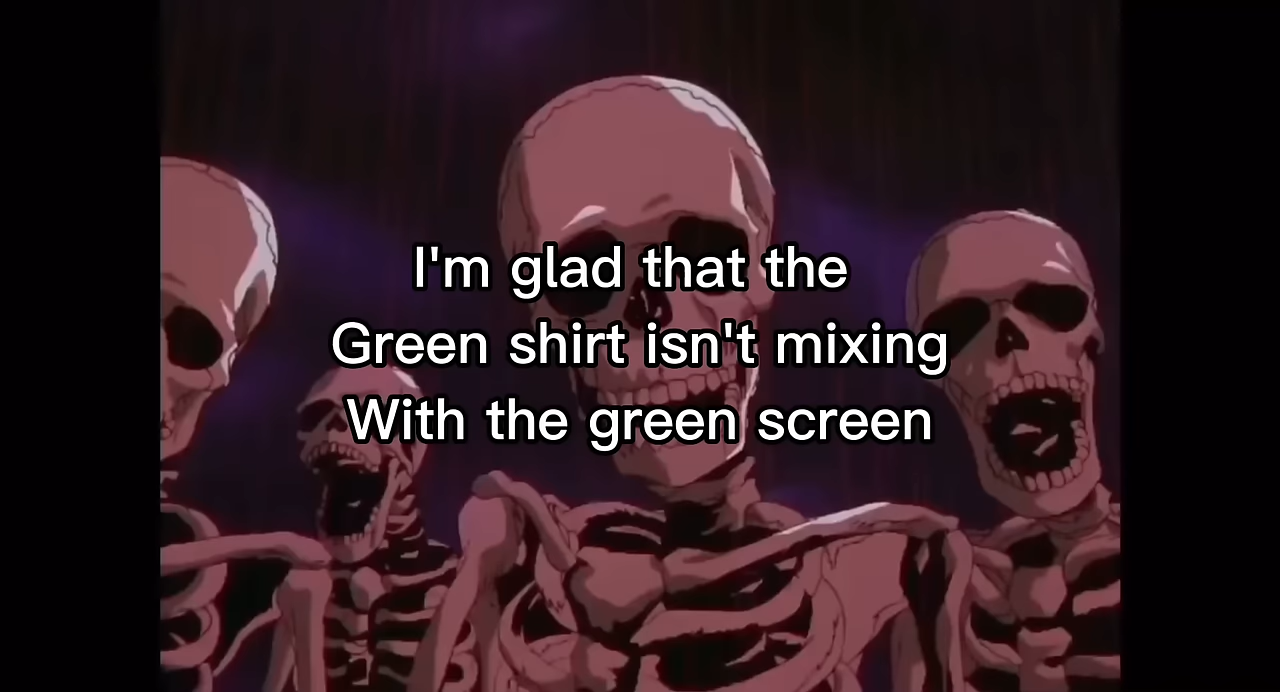 I'm glad that the
Green shirt isn't mixing
With the green screen